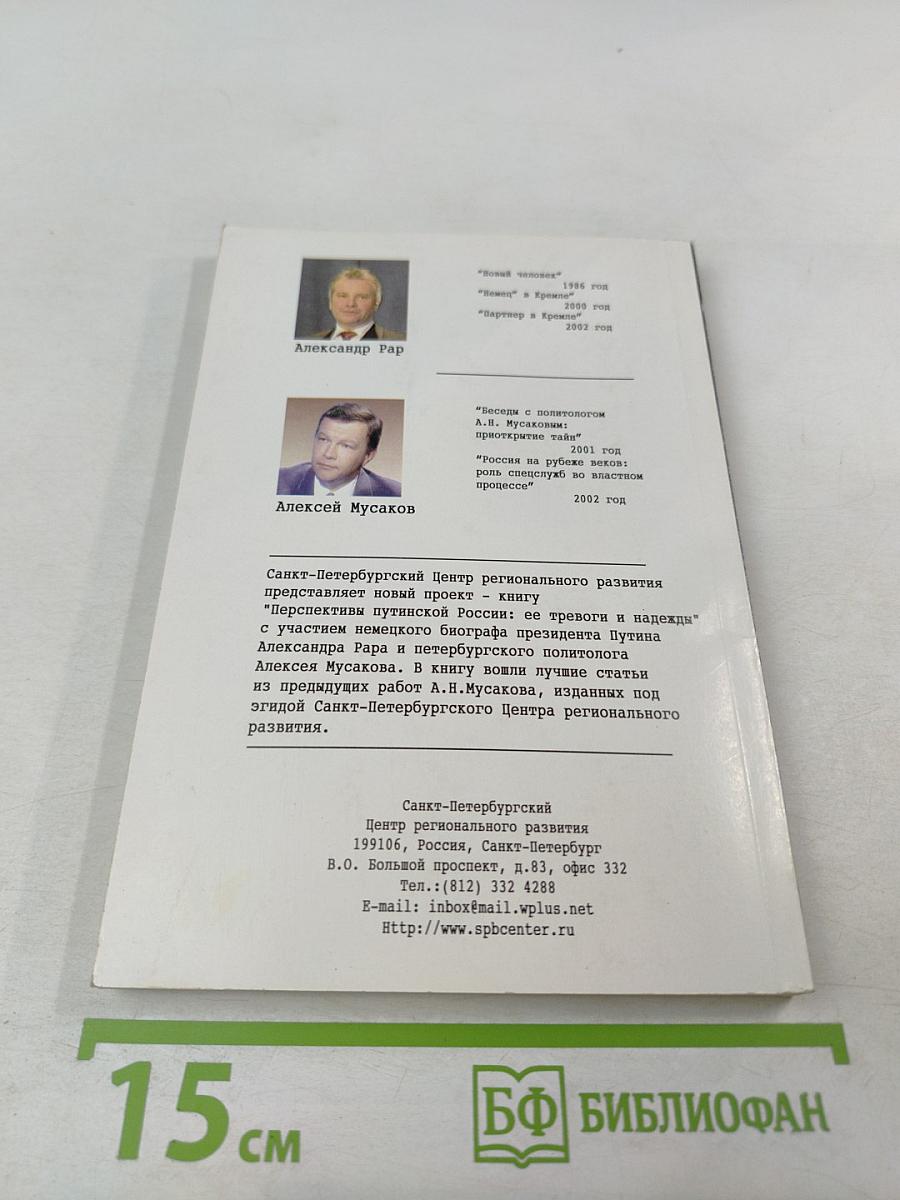 "Новый человек"
1986 год
"Немец" в Кремле"
2000 год
"Партнер в Кремле"
2002 год
Александр Рар
"Беседы с политологом
А.Н. Мусаковым:
приоткрытие тайн"
2001 год
"Россия на рубеже веков:
роль спецслужб во властном
процессе"
2002 год
Алексей Мусаков
Санкт-Петербургский Центр регионального развития
представляет новый проект - книгу
"Перспективы путинской России: ее тревоги и надежды"
с участием немецкого биографа президента Путина
Александра Рара и петербургского политолога
Алексея Мусакова. В книгу вошли лучшие статьи
из предыдущих работ А.Н.Мусакова, изданных под
эгидой Санкт-Петербургского Центра регионального
развития.
Санкт-Петербургский
Центр регионального развития
199106, Россия, Санкт-Петербург
В.О. Большой проспект, д.83, офис 332
Тел.:(812) 332 4288
E-mail: inbox@mail.wplus.net
Http://www.spbcenter.ru
15 см
БФ БИБЛИОФАН